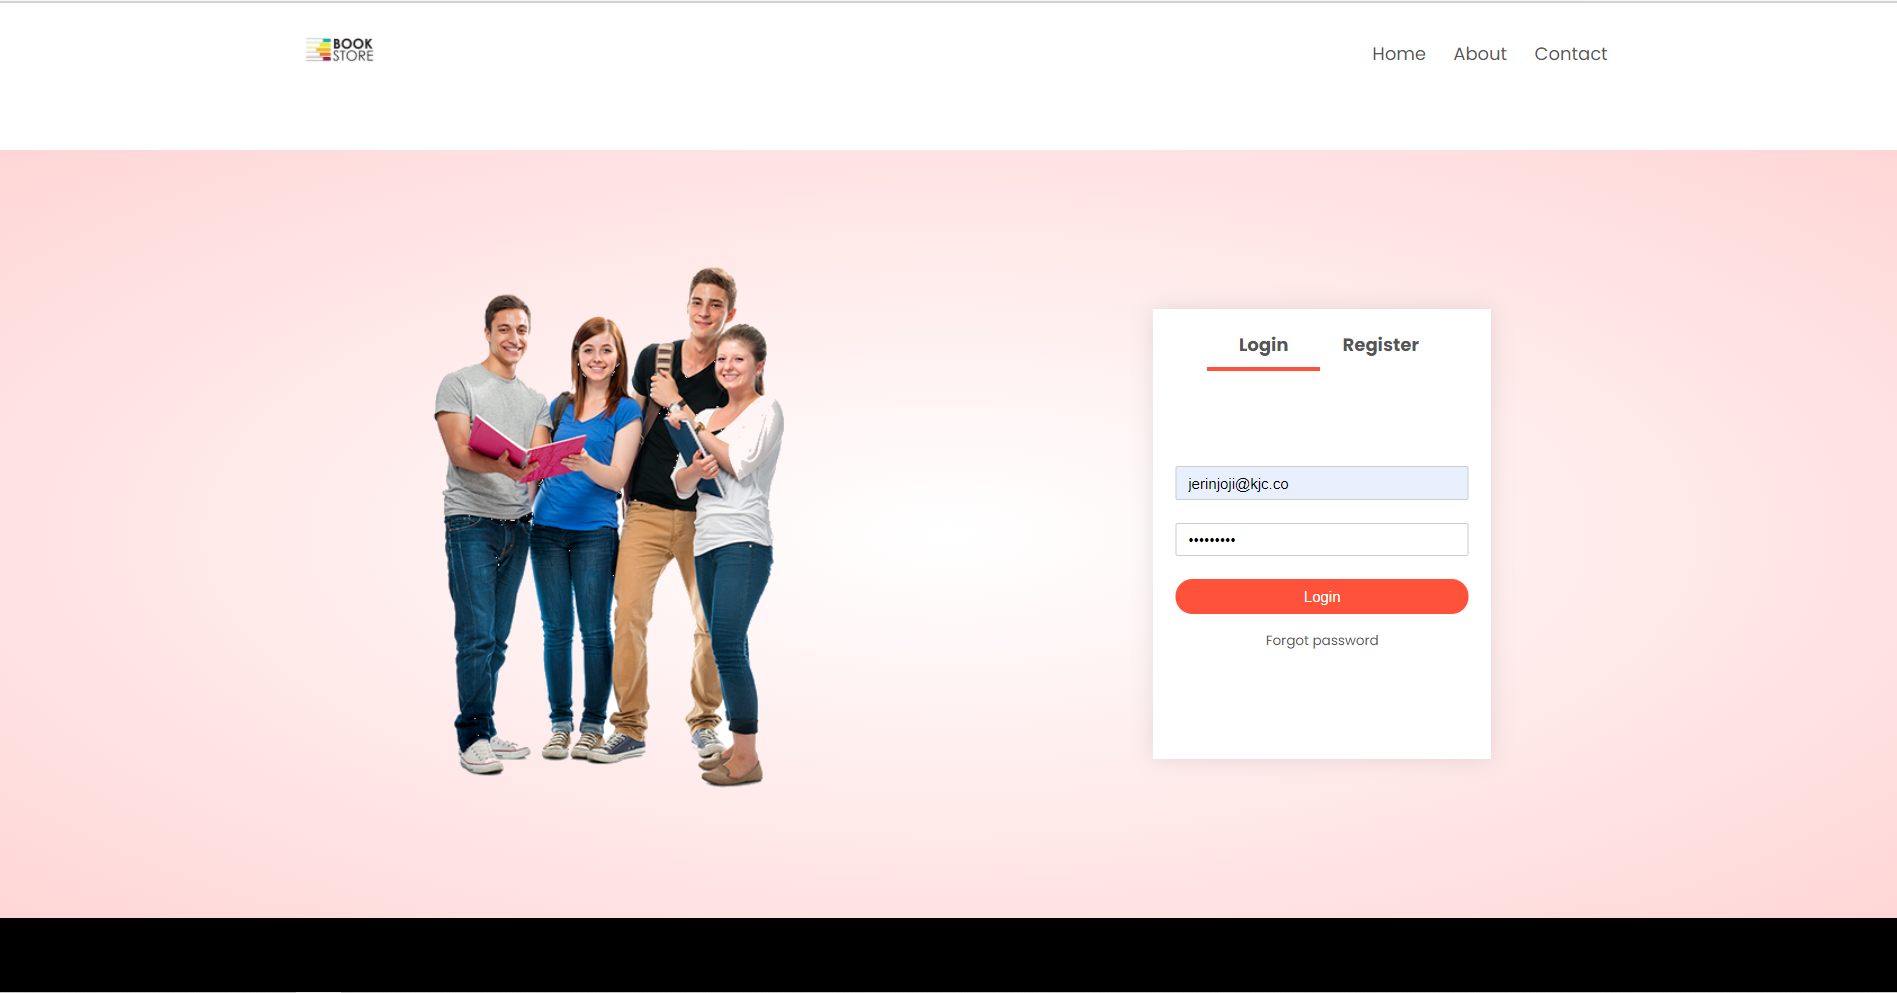 BOOK
STORE
Home About Contact
Login Register
jerinjoji@kjc.co
•••••••••
Login
Forgot password